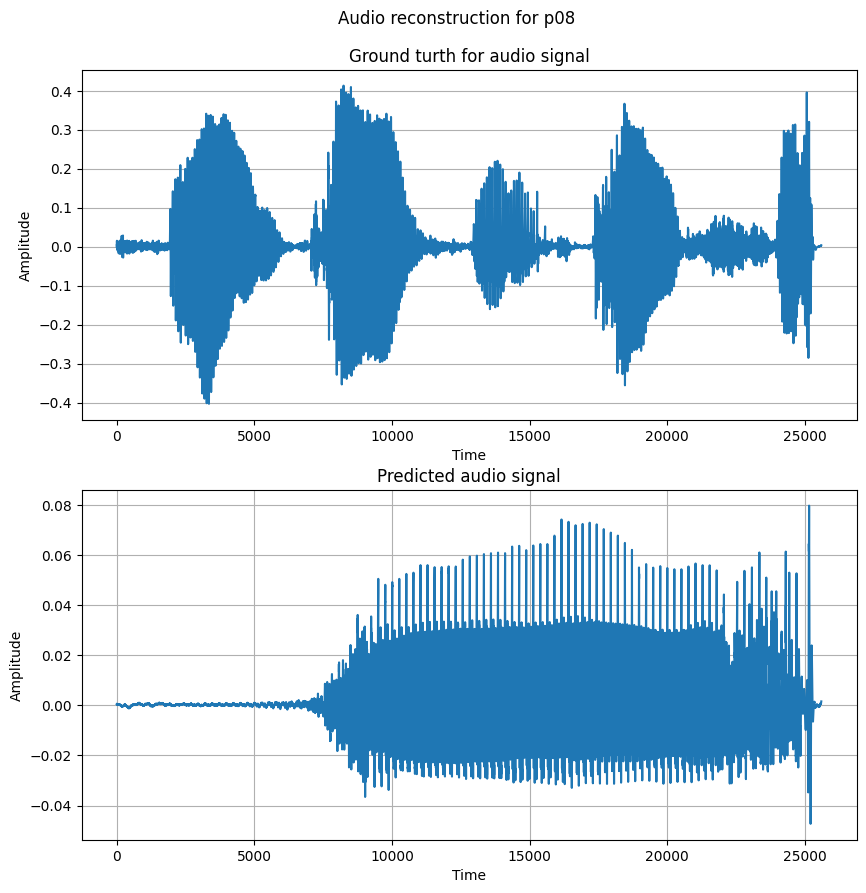 Audio reconstruction for p08
Ground turth for audio signal
0.4
0.3
0.2
0.1
0.0
−0.1
−0.2
−0.3
−0.4
Amplitude
0 5000 10000 15000 20000 25000
Time
Predicted audio signal
0.08
0.06
0.04
0.02
0.00
−0.02
−0.04
Amplitude
0 5000 10000 15000 20000 25000
Time